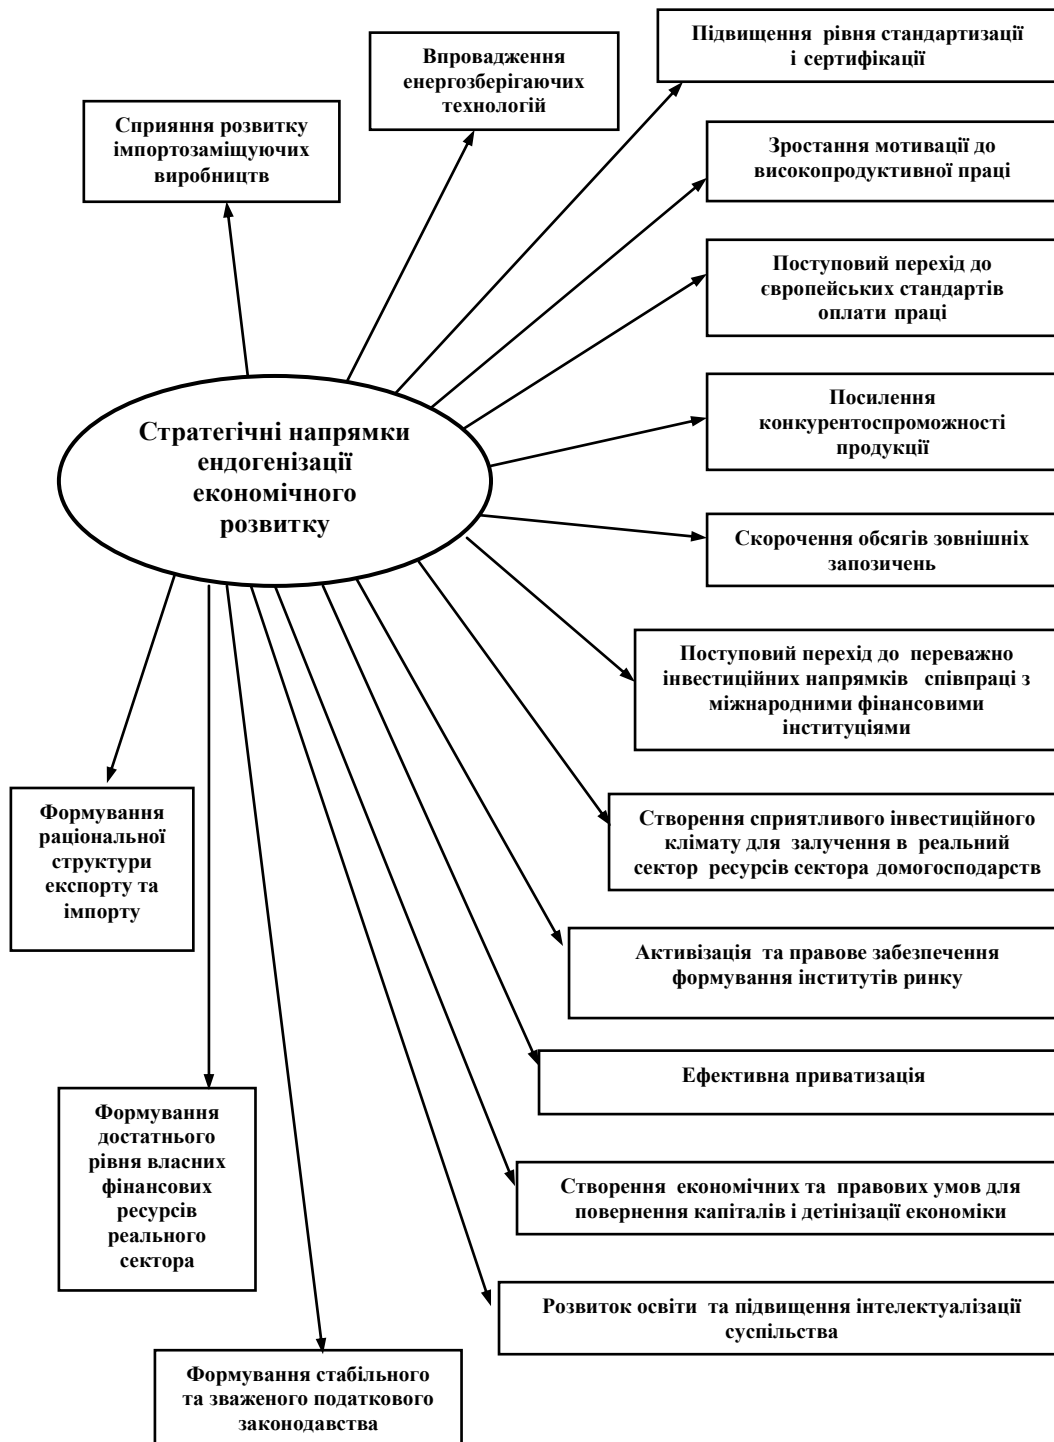 Підвищення рівня стандартизації
і сертифікації
Впровадження
енергозберігаючих
технологій
Сприяння розвитку
імпортозаміщуючих
виробництв
Зростання мотивації до
високопродуктивної праці
Поступовий перехід до
європейських стандартів
оплати праці
Посилення
конкурентоспроможності
продукції
Стратегічні напрямки
ендогенізації
економічного
розвитку
Скорочення обсягів зовнішніх
запозичень
Поступовий перехід до переважно
інвестиційних напрямків співпраці з
міжнародними фінансовими
інституціями
Створення сприятливого інвестиційного
клімату для залучення в реальний
сектор ресурсів сектора домогосподарств
Формування
раціональної
структури
експорту та
імпорту
Активізація та правове забезпечення
формування інститутів ринку
Ефективна приватизація
Формування
достатнього
рівня власних
фінансових
ресурсів
реального
сектора
Створення економічних та правових умов для
повернення капіталів і детінізації економіки
Розвиток освіти та підвищення інтелектуалізації
суспільства
Формування стабільного
та зваженого податкового
законодавства